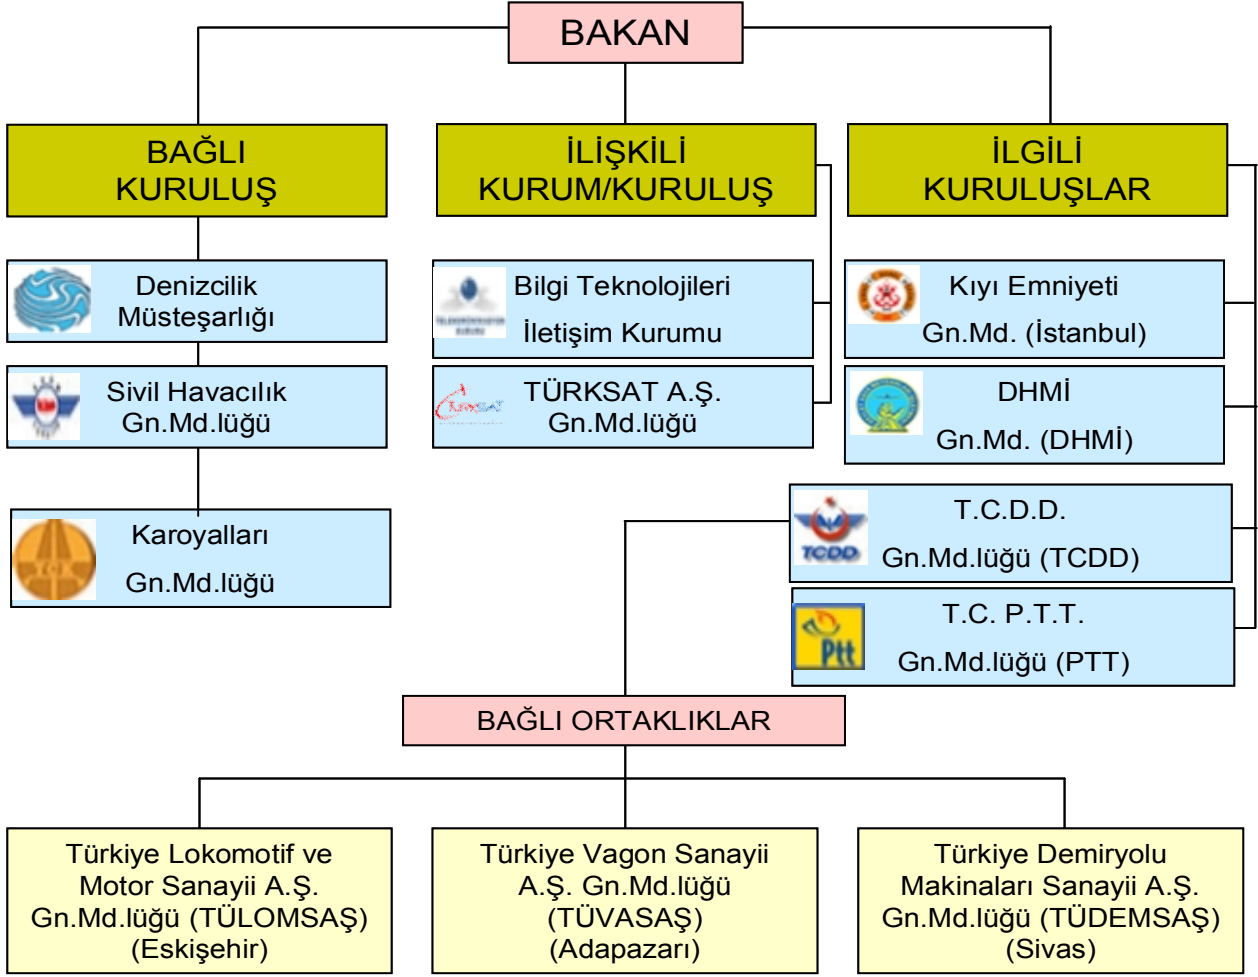 BAKAN
BAĞLI
KURULUŞ
İLİŞKİLİ
KURUM/KURULUŞ
İLGİLİ
KURULUŞLAR
Denizcilik
Müsteşarlığı
Sivil Havacılık
Gn.Md.lüğü
Karoyalları
Gn.Md.lüğü
Bilgi Teknolojileri
İletişim Kurumu
TÜRKSAT A.Ş.
Gn.Md.lüğü
Kıyı Emniyeti
Gn.Md. (İstanbul)
DHMİ
Gn.Md. (DHMİ)
TCDD
T.C.D.D.
Gn.Md.lüğü (TCDD)
Ptt
T.C. P.T.T.
Gn.Md.lüğü (PTT)
BAĞLI ORTAKLIKLAR
Türkiye Lokomotif ve
Motor Sanayii A.Ş.
Gn.Md.lüğü (TÜLOMSAŞ)
(Eskişehir)
Türkiye Vagon Sanayii
A.Ş. Gn.Md.lüğü
(TÜVASAŞ)
(Adapazarı)
Türkiye Demiryolu
Makinaları Sanayii A.Ş.
Gn.Md.lüğü (TÜDEMSAŞ)
(Sivas)